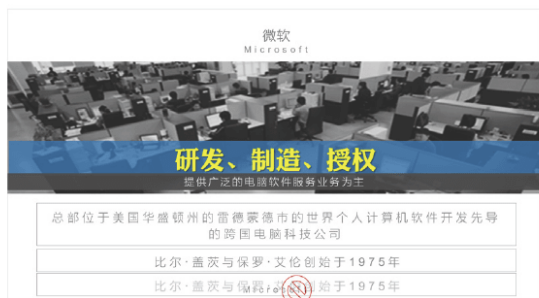 微软
Microsoft
研发、制造、授权
提供广泛的电脑软件服务业务为主
总部位于美国华盛顿州的雷德蒙德市的世界个人计算机软件开发先导
的跨国电脑科技公司
比尔·盖茨与保罗·艾伦创始于1975年
比尔·盖茨与保罗·艾伦创始于1975年
Microsoft